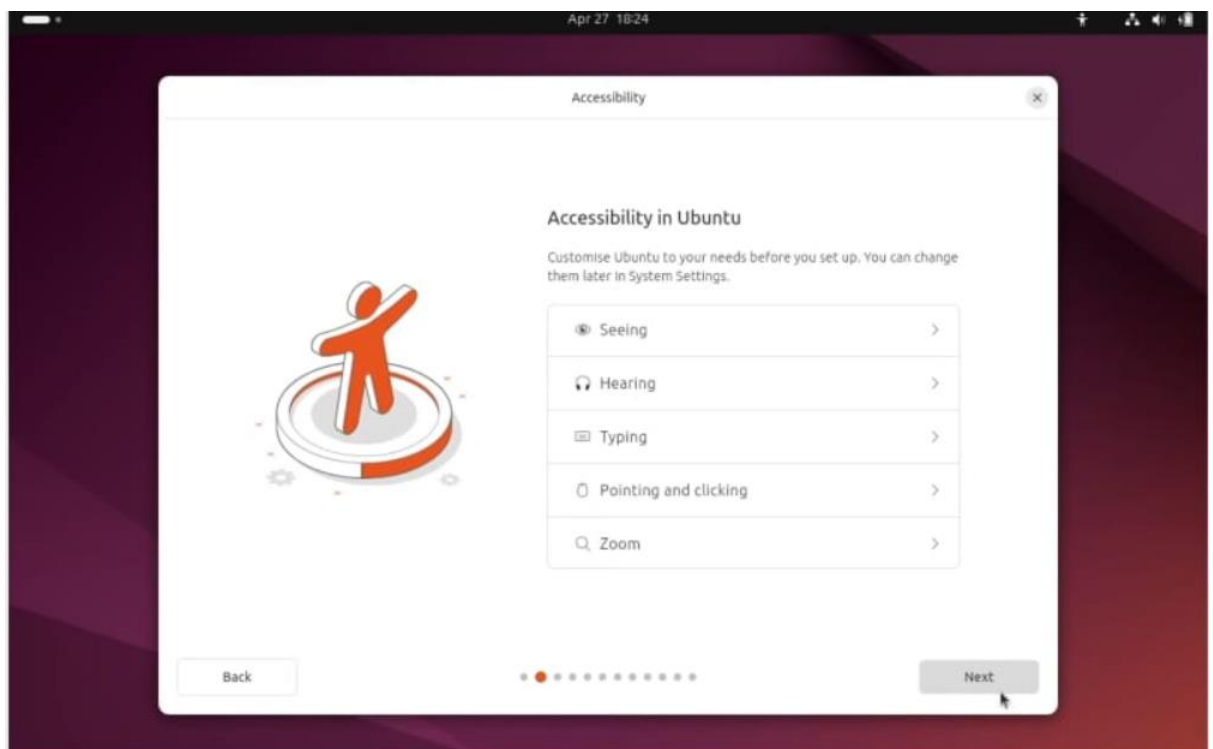 Apr 27 18:24
Accessibility
Accessibility in Ubuntu
Customise Ubuntu to your needs before you set up. You can change
them later in System Settings.
Seeing
Hearing
Typing
Pointing and clicking
Zoom
Back
Next